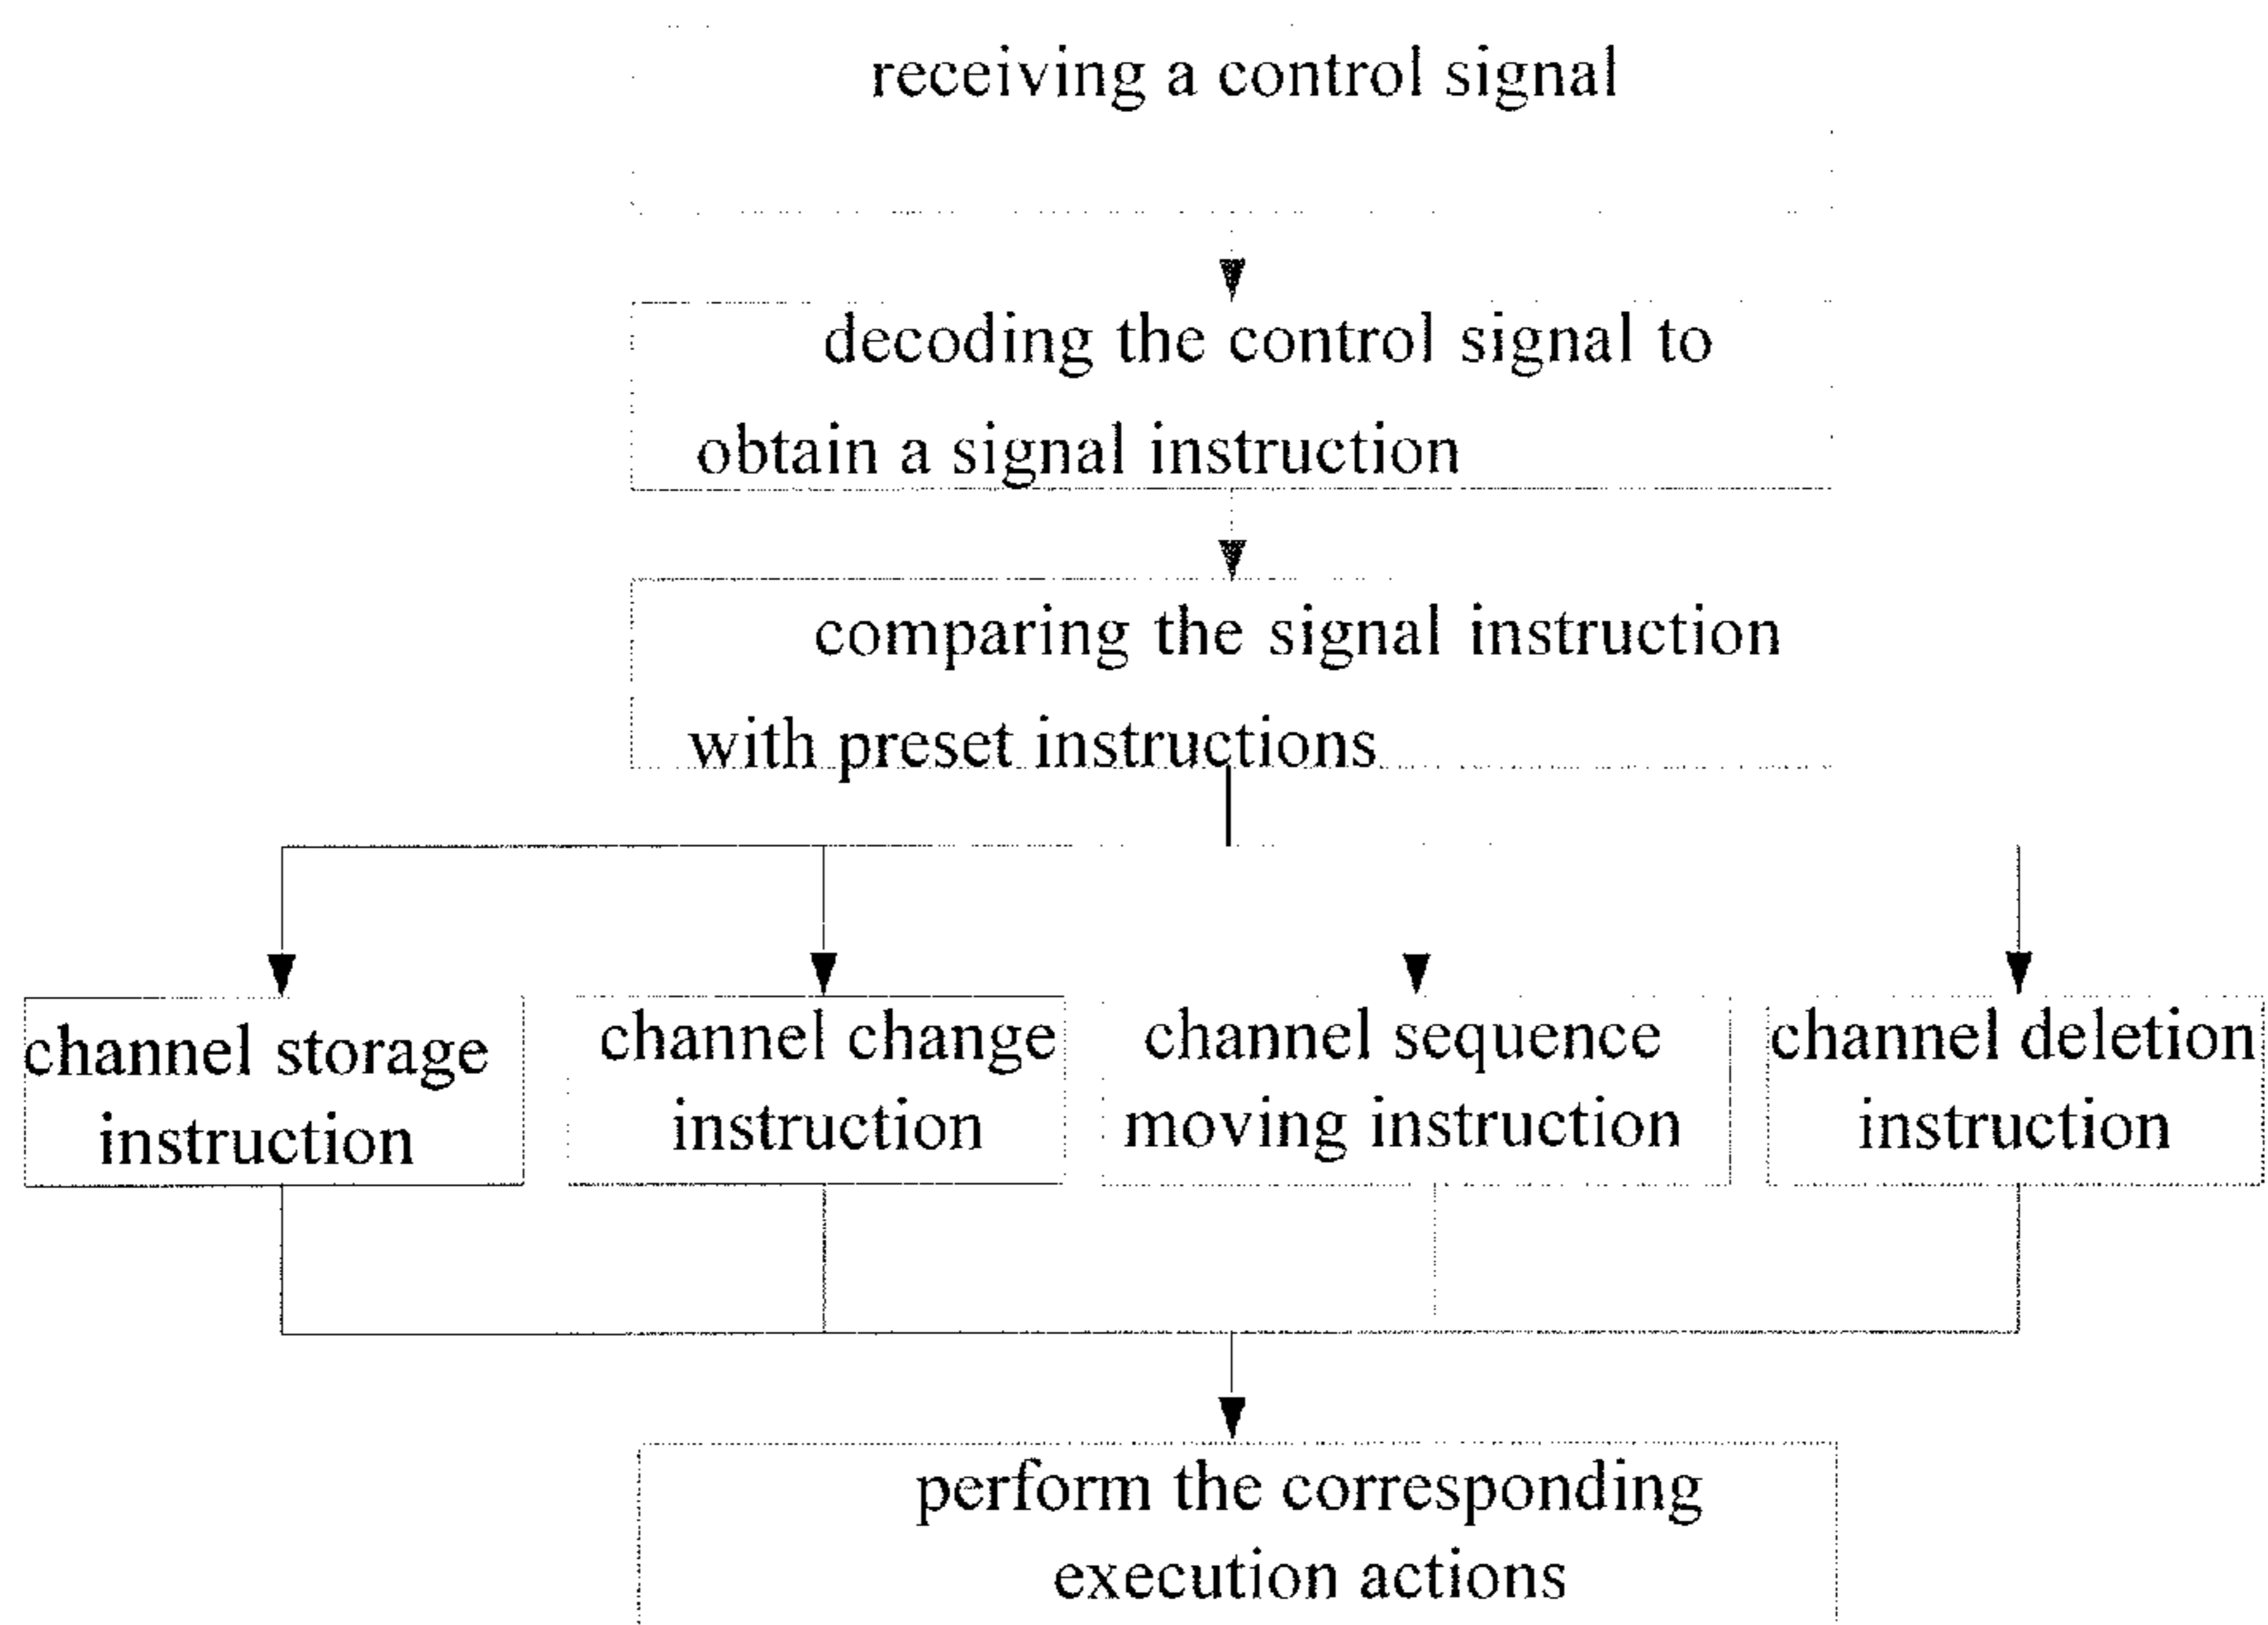 receiving a control signal
decoding the control signal to
obtain a signal instruction
comparing the signal instruction
with preset instructions
channel storage
instruction
channel change
instruction
channel sequence
moving instruction
channel deletion
instruction
perform the corresponding
execution actions